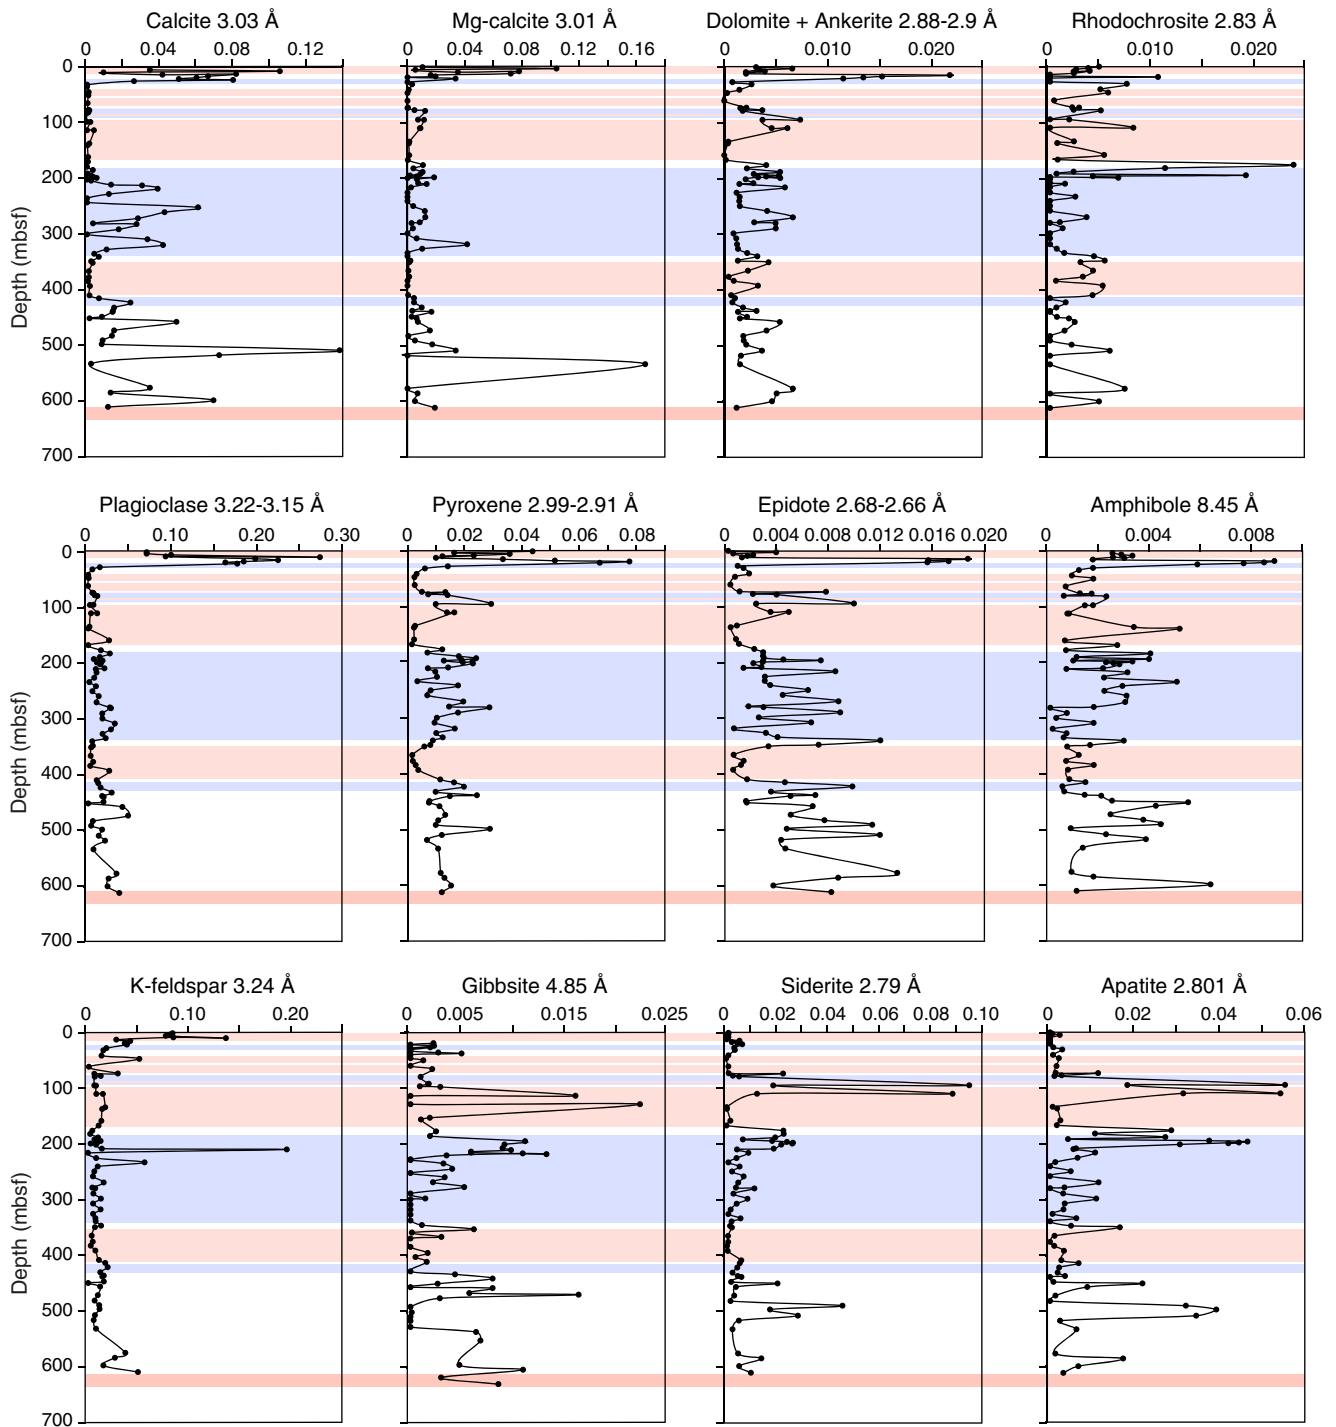 Calcite 3.03 Å Mg-calcite 3.01 Å Dolomite + Ankerite 2.88-2.9 Å Rhodochrosite 2.83 Å
0 0.04 0.08 0.12 0 0.04 0.08 0.12 0.16 0 0.010 0.020 0 0.010 0.020
0
100
200
300
400
500
600
700
Depth (mbsf)
Plagioclase 3.22-3.15 Å Pyroxene 2.99-2.91 Å Epidote 2.68-2.66 Å Amphibole 8.45 Å
0 0.10 0.20 0.30 0 0.02 0.04 0.06 0.08 0 0.004 0.008 0.012 0.016 0.020 0 0.004 0.008
0
100
200
300
400
500
600
700
Depth (mbsf)
K-feldspar 3.24 Å Gibbsite 4.85 Å Siderite 2.79 Å Apatite 2.801 Å
0 0.10 0.20 0 0.005 0.015 0.025 0 0.02 0.04 0.06 0.08 0.10 0 0.02 0.04 0.06
0
100
200
300
400
500
600
700
Depth (mbsf)